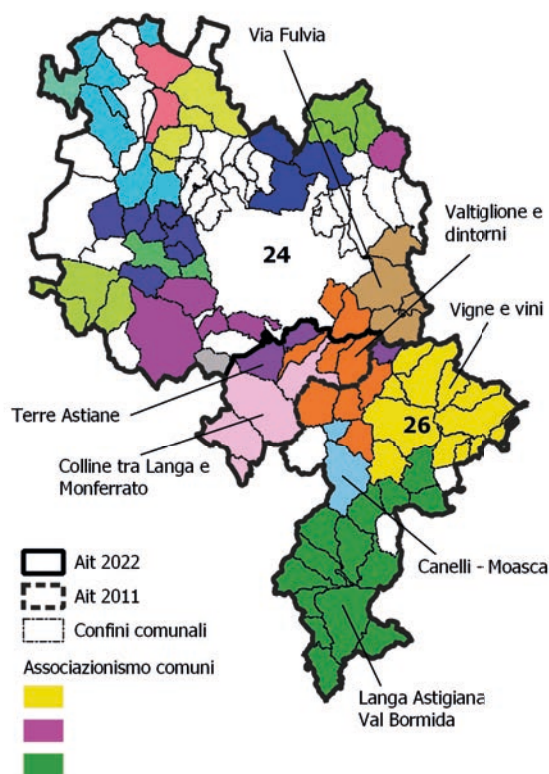 Via Fulvia
Valtiglione e
dintorni
24
Vigne e vini
Terre Astiane
26
Colline tra Langa e
Monferrato
Canelli - Moasca
Ait 2022
Ait 2011
Confini comunali
Associazionismo comuni
Langa Astigiana
Val Bormida